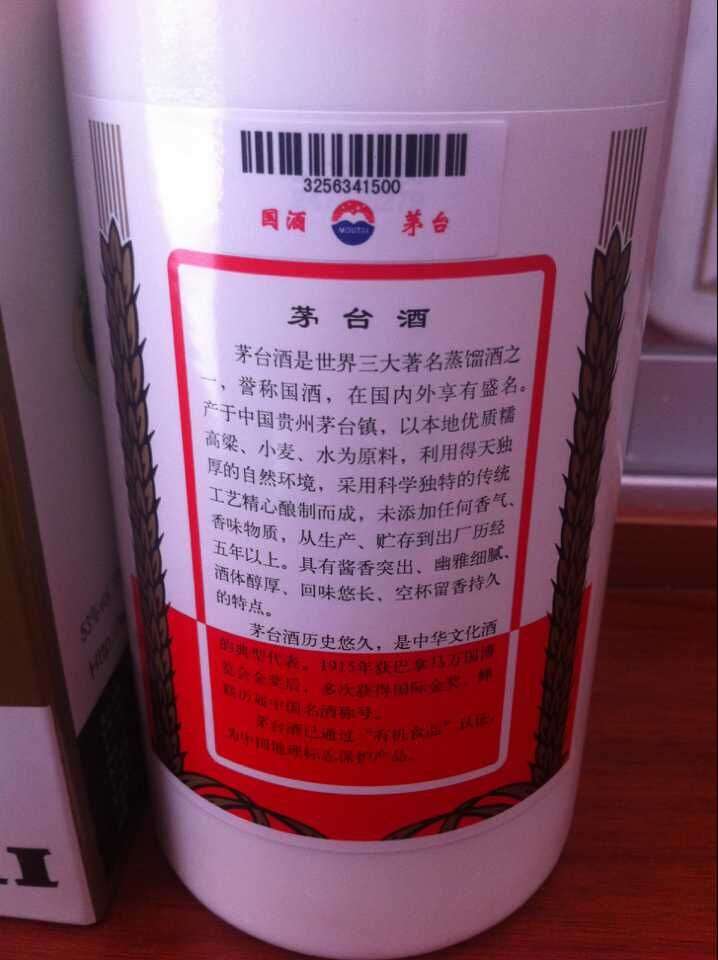 3256341500
国酒 MOUTAI 茅台
茅台酒
茅台酒是世界三大著名蒸馏酒之
一，誉称国酒，在国内外享有盛名。
产于中国贵州茅台镇，以本地优质糯
高粱、小麦、水为原料，利用得天独
厚的自然环境，采用科学独特的传统
工艺精心酿制而成，未添加任何香气、
香味物质，从生产、贮存到出厂历经
五年以上。具有酱香突出、幽雅细腻、
酒体醇厚、回味悠长、空杯留香持久
的特点。
茅台酒历史悠久，是中华文化酒
的典型代表。1915年获巴拿马万国博
览会金奖后，多次获得国际金奖，蝉
联历届中国名酒称号。
茅台酒已通过“有机食品”认证，
为中国地理标志保护产品。
53%